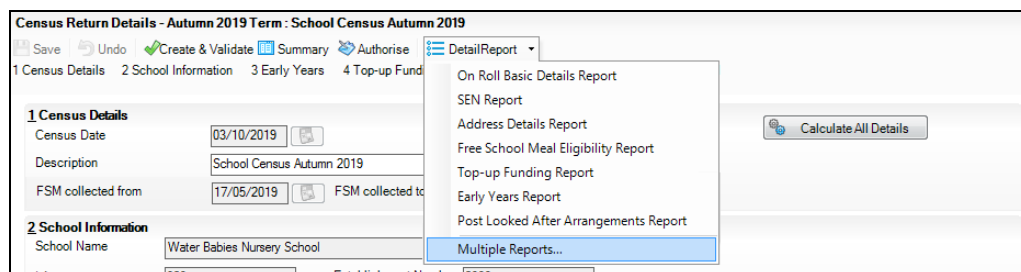 Census Return Details - Autumn 2019 Term : School Census Autumn 2019
Save Undo Create & Validate Summary Authorise DetailReport
1 Census Details 2 School Information 3 Early Years 4 Top-up Fundi
On Roll Basic Details Report
SEN Report
Address Details Report
Free School Meal Eligibility Report
Top-up Funding Report
Early Years Report
Post Looked After Arrangements Report
Multiple Reports...
1 Census Details
Census Date 03/10/2019
Calculate All Details
Description School Census Autumn 2019
FSM collected from 17/05/2019 FSM collected to
2 School Information
School Name Water Babies Nursery School